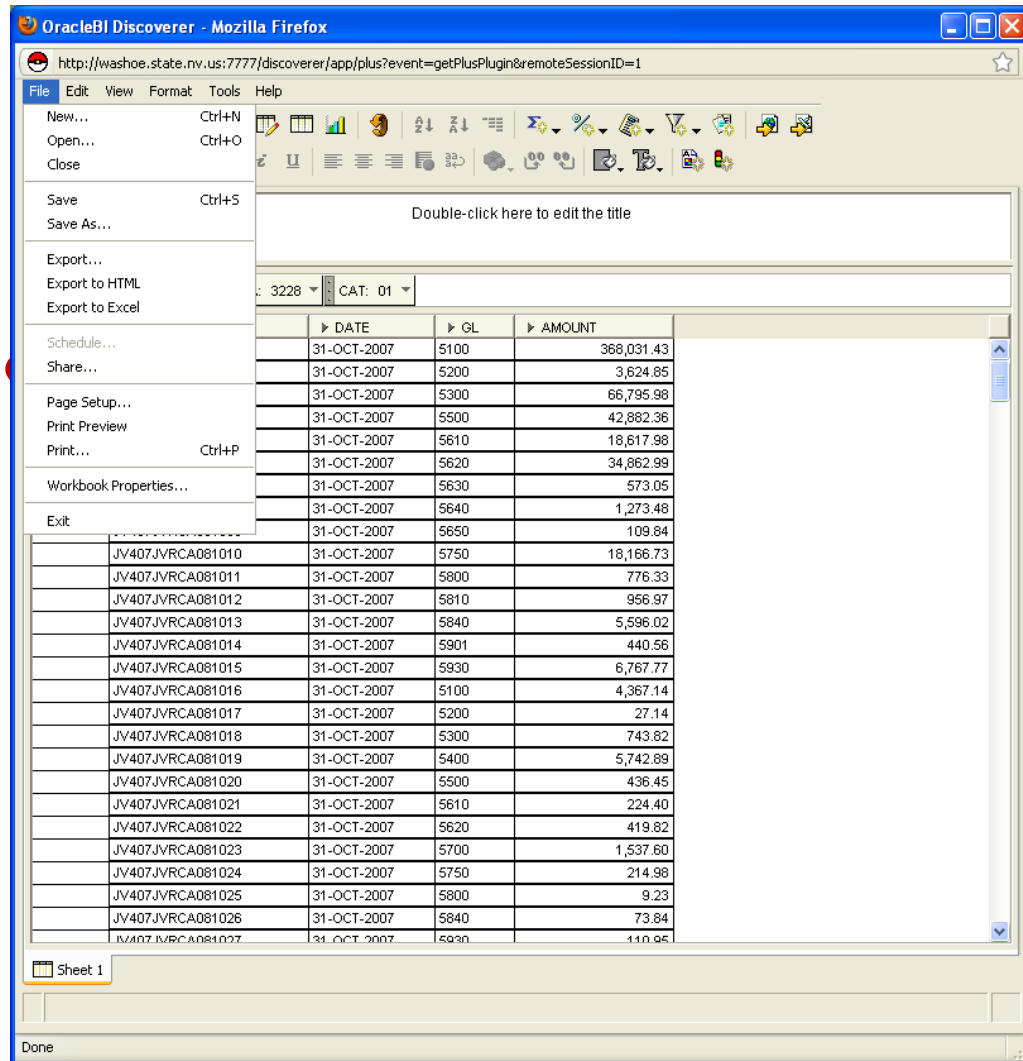 OracleBI Discoverer - Mozilla Firefox
http://washoe.state.nv.us:7777/discoverer/app/plus?event=getPlusPlugin&remoteSessionID=1
File Edit View Format Tools Help
New... Ctrl+N
Open... Ctrl+O
Close
Save Ctrl+S
Save As...
Export...
Export to HTML
Export to Excel
Schedule...
Share...
Page Setup...
Print Preview
Print... Ctrl+P
Workbook Properties...
Exit
Double-click here to edit the title
: 3228 CAT: 01
DATE GL AMOUNT
31-OCT-2007 5100 368,031.43
31-OCT-2007 5200 3,624.85
31-OCT-2007 5300 66,795.98
31-OCT-2007 5500 42,882.36
31-OCT-2007 5610 18,617.98
31-OCT-2007 5620 34,862.99
31-OCT-2007 5630 573.05
31-OCT-2007 5640 1,273.48
31-OCT-2007 5650 109.84
JV407JVRCA081010 31-OCT-2007 5750 18,166.73
JV407JVRCA081011 31-OCT-2007 5800 776.33
JV407JVRCA081012 31-OCT-2007 5810 956.97
JV407JVRCA081013 31-OCT-2007 5840 5,596.02
JV407JVRCA081014 31-OCT-2007 5901 440.56
JV407JVRCA081015 31-OCT-2007 5930 6,767.77
JV407JVRCA081016 31-OCT-2007 5100 4,367.14
JV407JVRCA081017 31-OCT-2007 5200 27.14
JV407JVRCA081018 31-OCT-2007 5300 743.82
JV407JVRCA081019 31-OCT-2007 5400 5,742.89
JV407JVRCA081020 31-OCT-2007 5500 436.45
JV407JVRCA081021 31-OCT-2007 5610 224.40
JV407JVRCA081022 31-OCT-2007 5620 419.82
JV407JVRCA081023 31-OCT-2007 5700 1,537.60
JV407JVRCA081024 31-OCT-2007 5750 214.98
JV407JVRCA081025 31-OCT-2007 5800 9.23
JV407JVRCA081026 31-OCT-2007 5840 73.84
JV407JVRCA081027 31-OCT-2007 5930 110.95
Sheet 1
Done